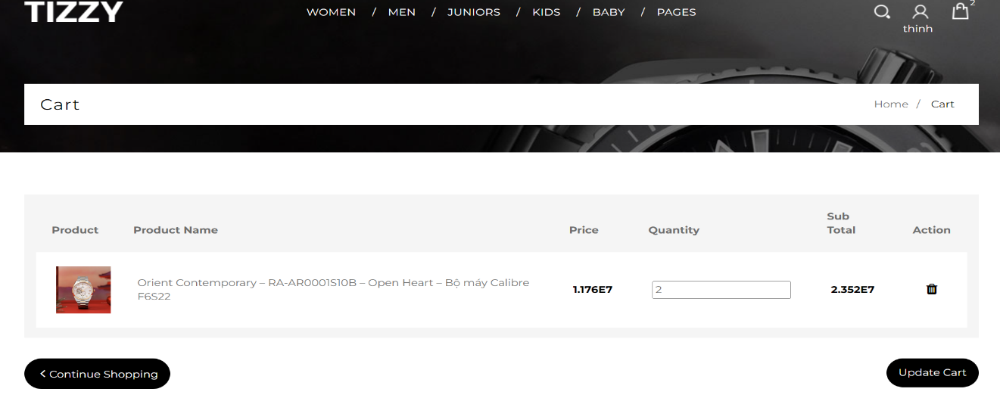 TIZZY
WOMEN / MEN / JUNIORS / KIDS / BABY / PAGES
2
thinh
Cart
Home / Cart
Product Product Name Price Quantity Sub Total Action
Orient Contemporary – RA-AR0001S10B – Open Heart – Bộ máy Calibre
F6S22
1.176E7
2
2.352E7
< Continue Shopping
Update Cart